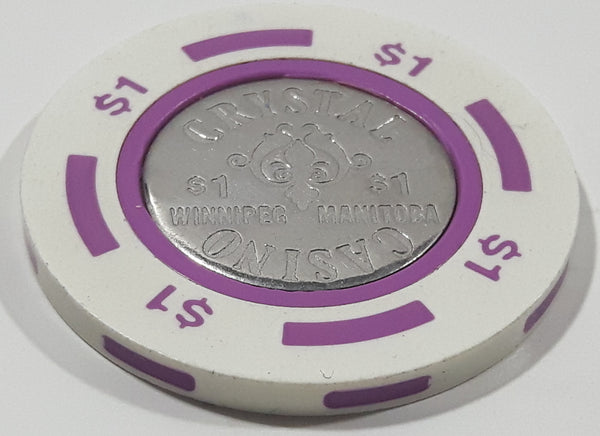 $1
$1
CRYSTAL
$1 $1
WINNIPEG MANITOBA
CASINO
$1
$1